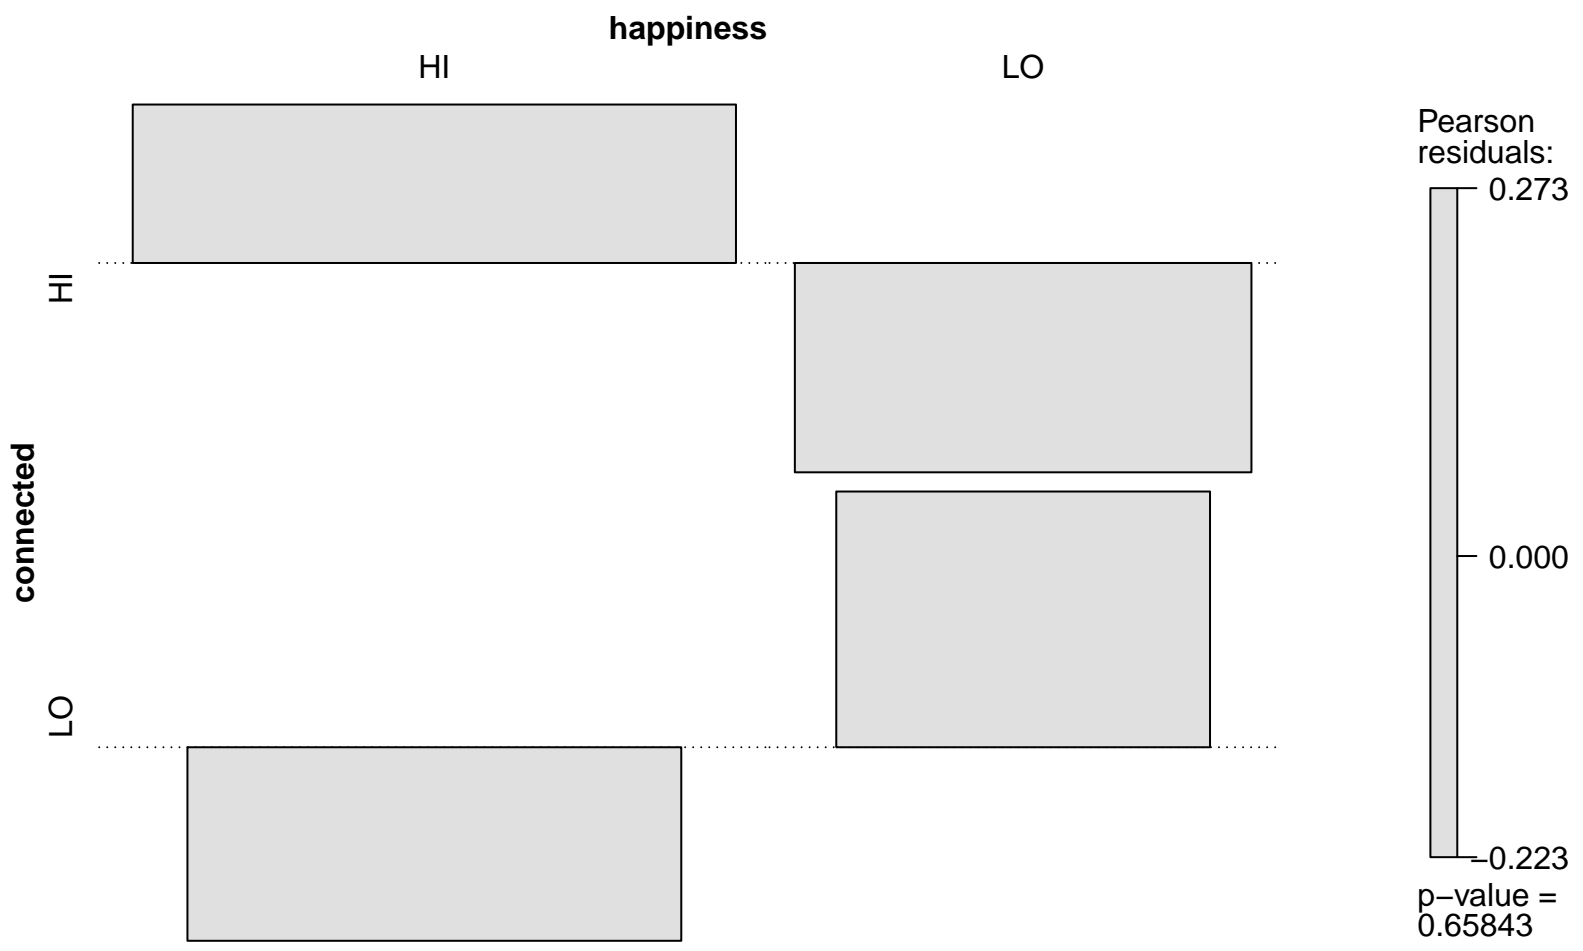 happiness
HI LO
Pearson
residuals:
0.273
HI
connected
0.000
LO
−0.223
p−value =
0.65843